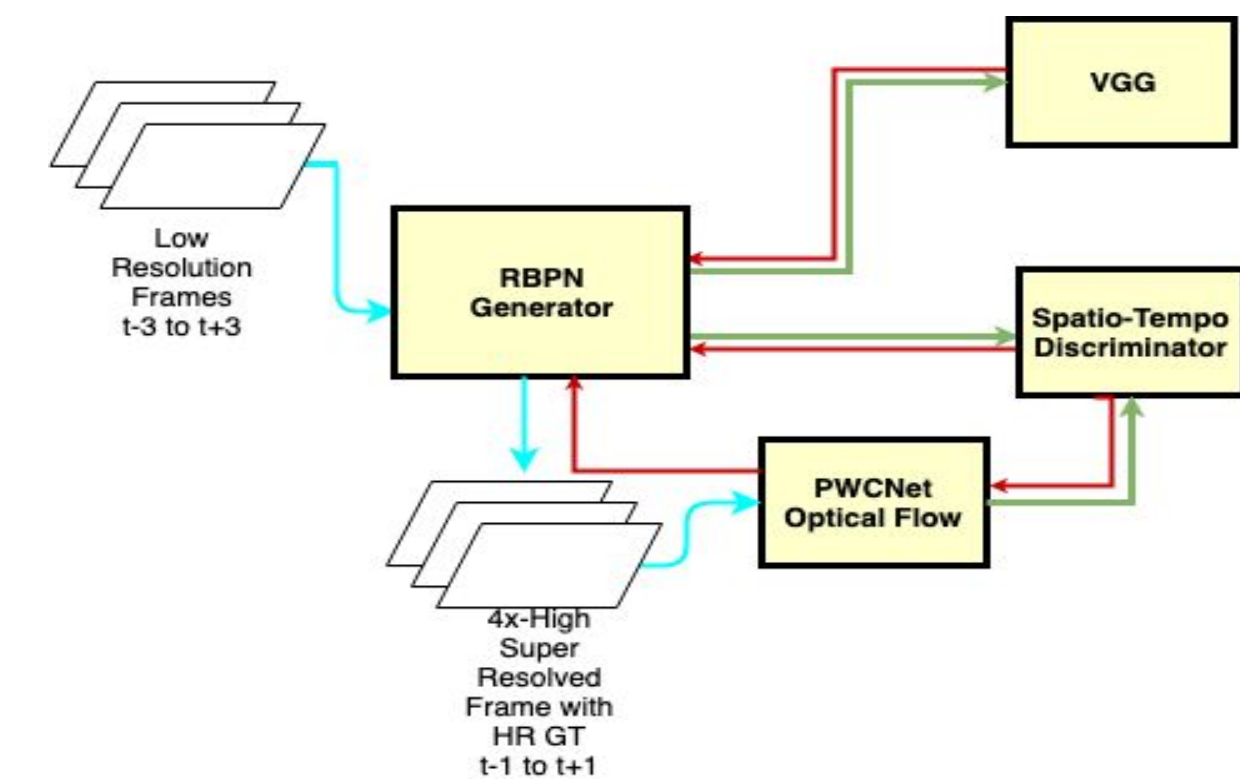 VGG
Low
Resolution
Frames
t-3 to t+3
RBPN
Generator
Spatio-Tempo
Discriminator
PWCNet
Optical Flow
4x-High
Super
Resolved
Frame with
HR GT
t-1 to t+1